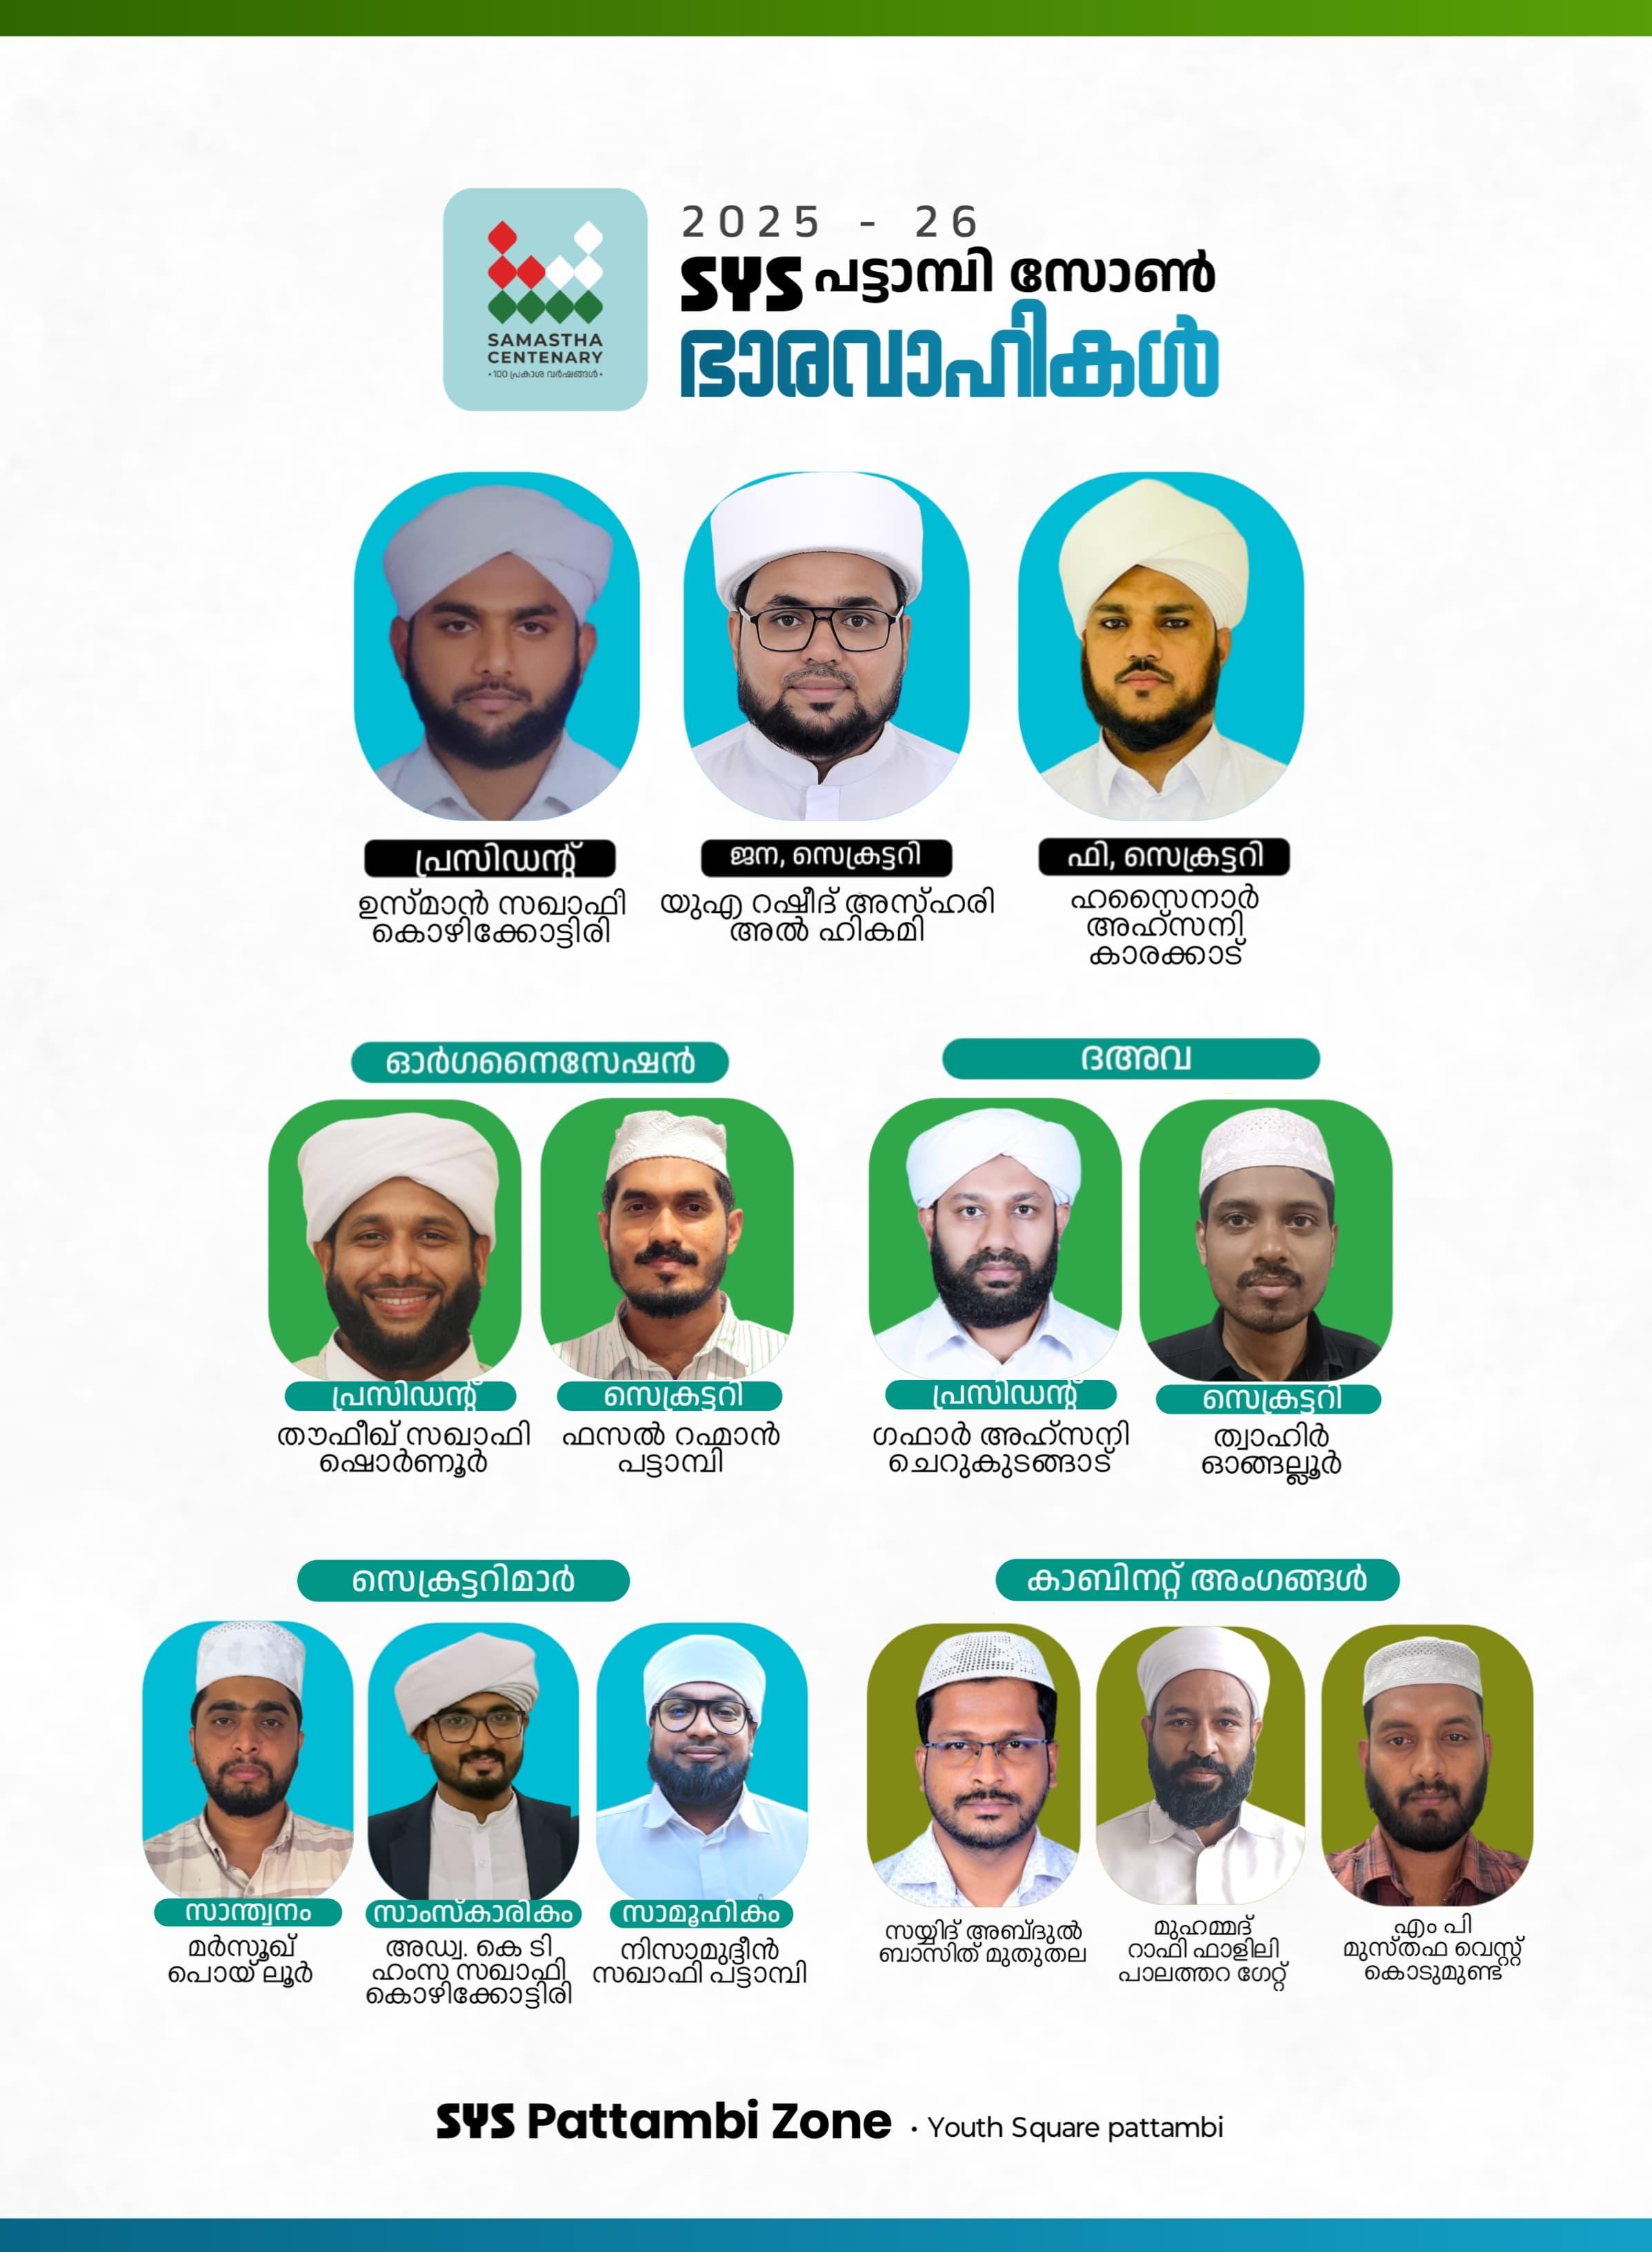 SAMASTHA
CENTENARY
• 100 പ്രകാശ വർഷങ്ങൾ •
2025 - 26
SYS പട്ടാമ്പി സോൺ
ഭാരവാഹികൾ
പ്രസിഡന്റ്
ഉസ്മാൻ സഖാഫി
കൊഴിക്കോട്ടിരി
ജന, സെക്രട്ടറി
യുഎ റഷീദ് അസ്ഹരി
അൽ ഹികമി
ഫി, സെക്രട്ടറി
ഹസൈനാർ
അഹ്സനി
കാരക്കാട്
ഓർഗനൈസേഷൻ
പ്രസിഡന്റ്
തൗഫീഖ് സഖാഫി
ഷൊർണൂർ
സെക്രട്ടറി
ഫസൽ റഹ്മാൻ
പട്ടാമ്പി
ദഅവ
പ്രസിഡന്റ്
ഗഫാർ അഹ്സനി
ചെറുകുടങ്ങാട്
സെക്രട്ടറി
ത്വാഹിർ
ഓങ്ങല്ലൂർ
സെക്രട്ടറിമാർ
സാന്ത്വനം
മർസൂഖ്
പൊയ് ലൂർ
സാംസ്കാരികം
അഡ്വ. കെ ടി
ഹംസ സഖാഫി
കൊഴിക്കോട്ടിരി
സാമൂഹികം
നിസാമുദ്ദീൻ
സഖാഫി പട്ടാമ്പി
കാബിനറ്റ് അംഗങ്ങൾ
സയ്യിദ് അബ്ദുൽ
ബാസിത് മുതുതല
മുഹമ്മദ്
റാഫി ഫാളിലി
പാലത്തറ ഗേറ്റ്
എം പി
മുസ്തഫ വെസ്റ്റ്
കൊടുമുണ്ട
SYS Pattambi Zone • Youth Square pattambi